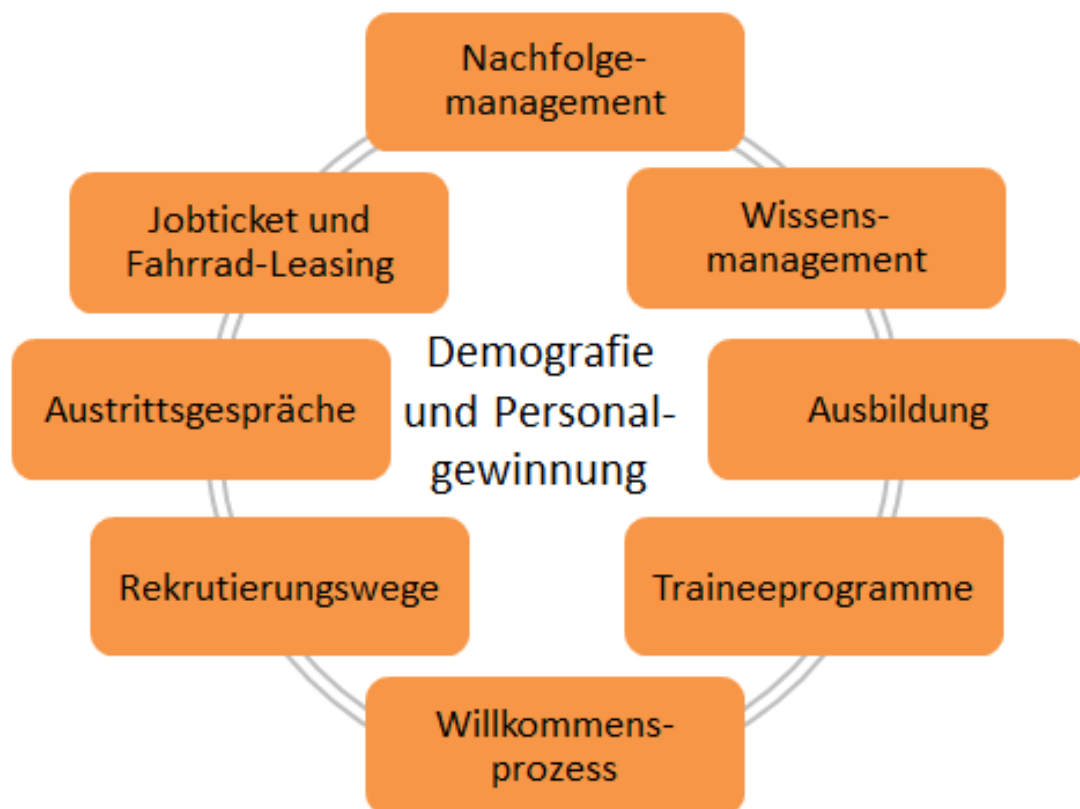 Nachfolge-
management
Wissens-
management
Ausbildung
Traineeprogramme
Willkommens-
prozess
Rekrutierungswege
Austrittsgespräche
Jobticket und
Fahrrad-Leasing
Demografie
und Personal-
gewinnung